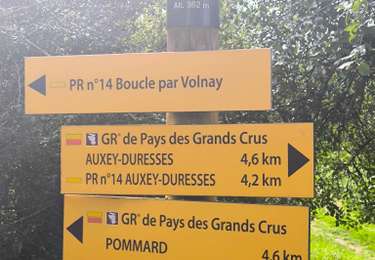 Alt. 362 m
PR n°14 Boucle par Volnay
GR® de Pays des Grands Crus
AUXEY-DURESSES 4,6 km
PR n°14 AUXEY-DURESSES 4,2 km
GR® de Pays des Grands Crus
POMMARD 4,6 km